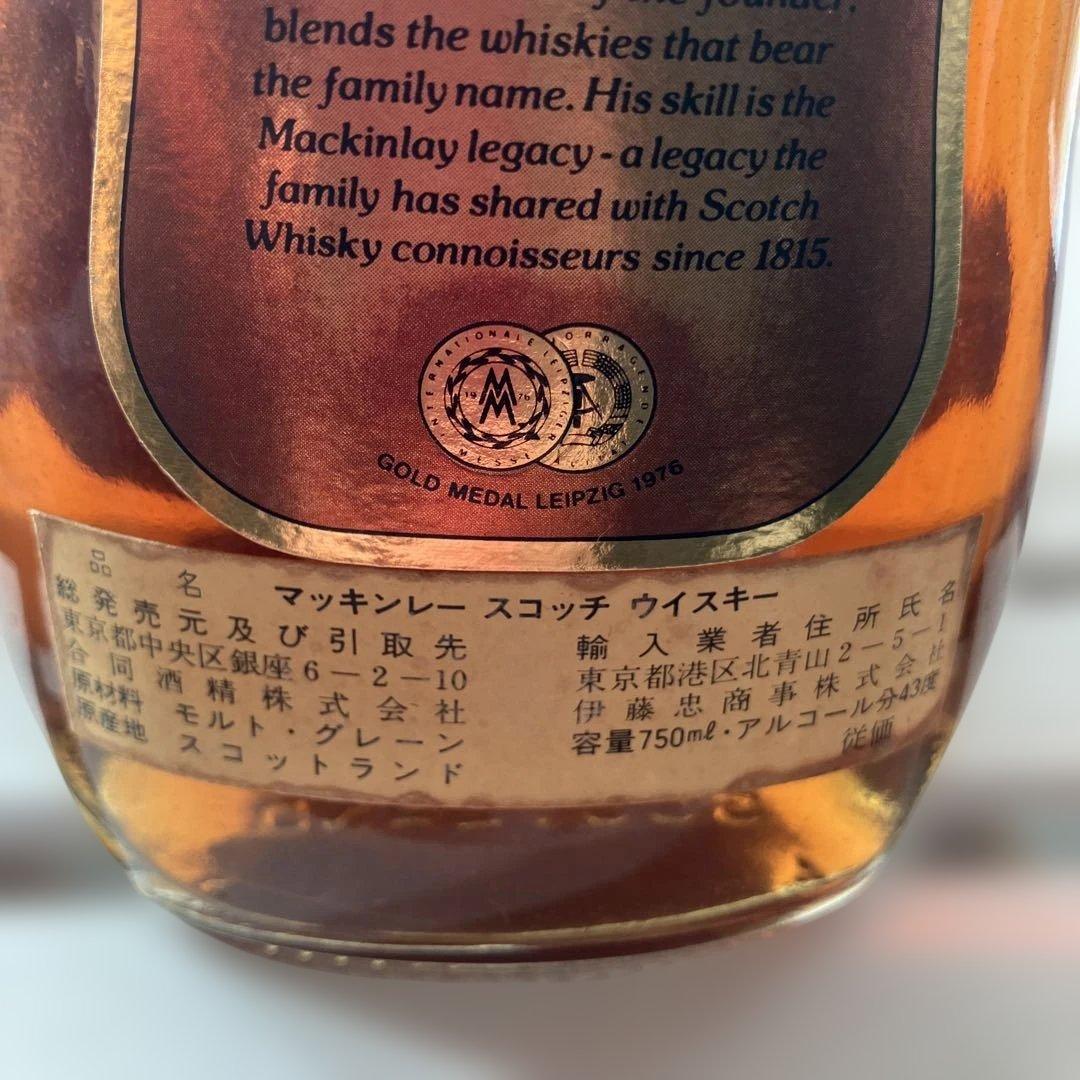 the founder,
blends the whiskies that bear
the family name. His skill is the
Mackinlay legacy - a legacy the
family has shared with Scotch
Whisky connoisseurs since 1815.
INTERNATIONALE LEIPZIGER
19 MM 76
GOLD MEDAL LEIPZIG 1976
品名 マッキンレー スコッチ ウイスキー
総発売元及び引取先
東京都中央区銀座6-2-10
合同酒精株式会社
原材料 モルト・グレーン
原産地 スコットランド
輸入業者住所氏名
東京都港区北青山2-5-1
伊藤忠商事株式会社
容量750mℓ・アルコール分43度
従価